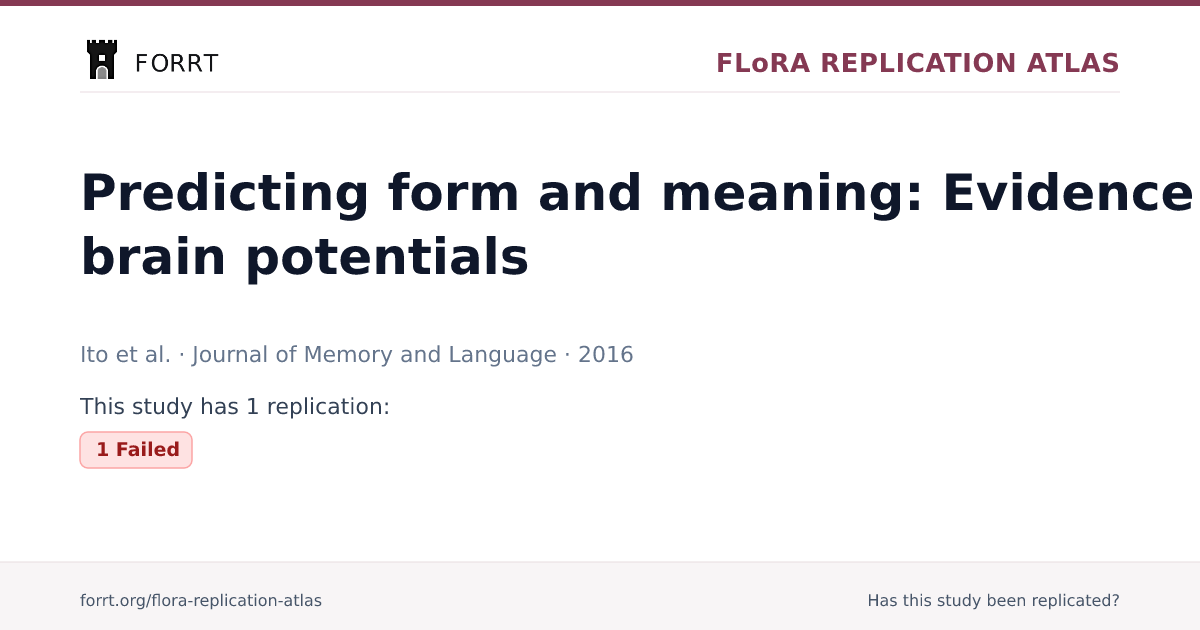 FORRT
FLoRA REPLICATION ATLAS
Predicting form and meaning: Evidence
brain potentials
Ito et al. · Journal of Memory and Language · 2016
This study has 1 replication:
1 Failed
forrt.org/flora-replication-atlas
Has this study been replicated?